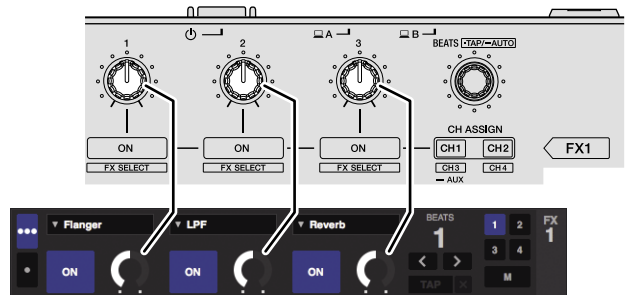 A
B
1
2
3
BEATS •TAP/–AUTO
CH ASSIGN
ON
ON
ON
CH1
CH2
FX1
FX SELECT
FX SELECT
FX SELECT
CH3
CH4
– AUX
▼ Flanger
▼ LPF
▼ Reverb
BEATS
1
1
2
FX
1
3
4
ON
ON
ON
<
>
M
TAP
×